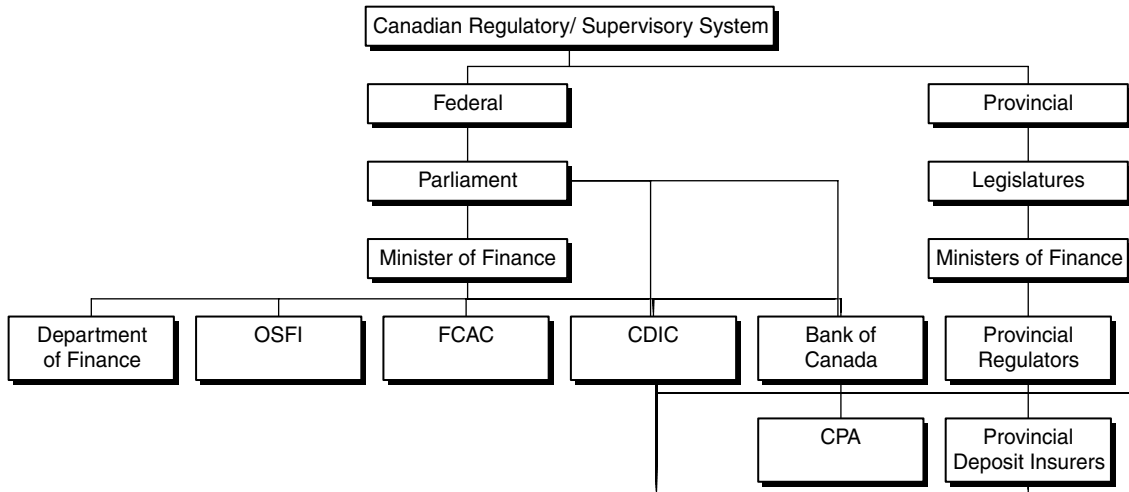 Canadian Regulatory/ Supervisory System
Federal
Provincial
Parliament
Legislatures
Minister of Finance
Ministers of Finance
Department
of Finance
OSFI
FCAC
CDIC
Bank of
Canada
Provincial
Regulators
CPA
Provincial
Deposit Insurers